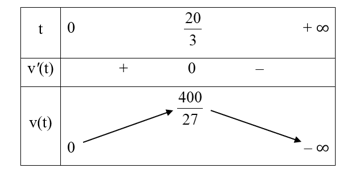 t 0 20/3 + ∞
v′(t) + 0 –
400/27
v(t)
0 – ∞